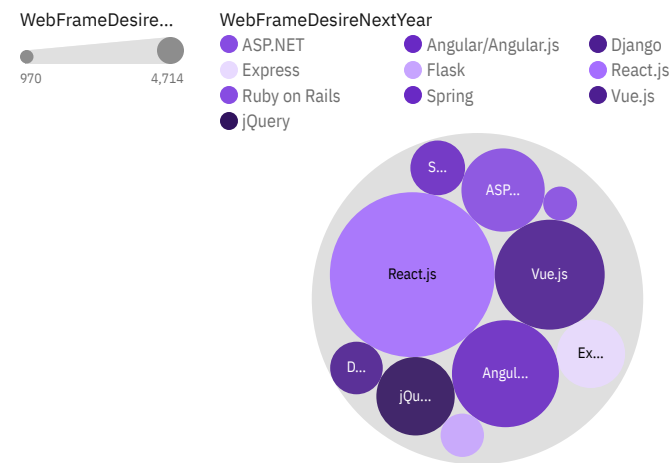 WebFrameDesire...
970
4,714
WebFrameDesireNextYear
ASP.NET
Angular/Angular.js
Django
Express
Flask
React.js
Ruby on Rails
Spring
Vue.js
jQuery
S...
ASP...
React.js
Vue.js
Ex...
D...
Angul...
jQu...